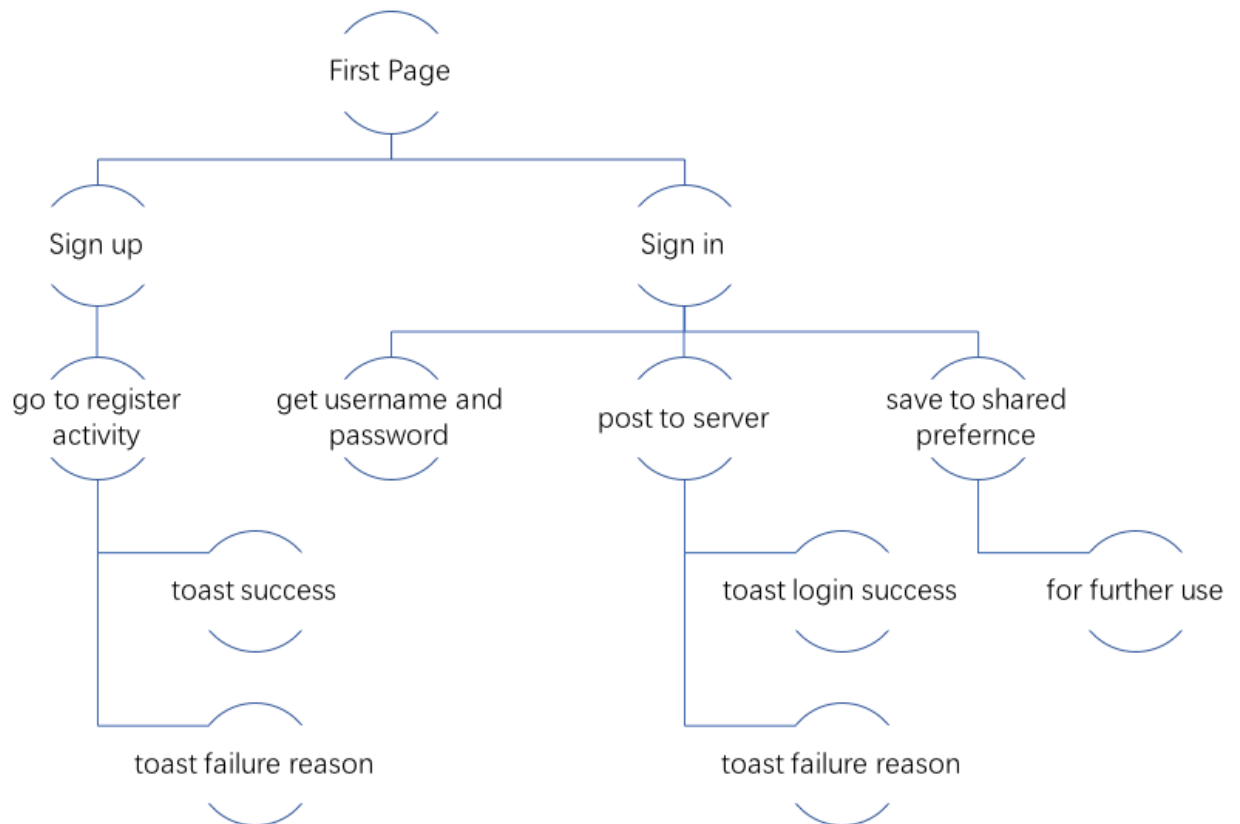 First Page
Sign up
Sign in
go to register
activity
get username and
password
post to server
save to shared
prefernce
toast success
toast login success
for further use
toast failure reason
toast failure reason